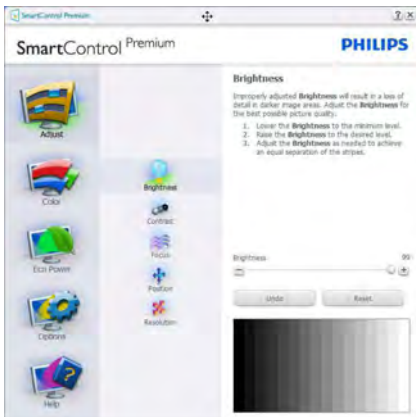 SmartControl Premium
SmartControl Premium
PHILIPS
Adjust
Color
Eco Power
Options
Help
Brightness
Contrast
Focus
Position
Resolution
Brightness
Improperly adjusted Brightness will result in a loss of
detail in darker image areas. Adjust the Brightness for
the best possible picture quality:
1. Lower the Brightness to the minimum level.
2. Raise the Brightness to the desired level.
3. Adjust the Brightness as needed to achieve
an equal separation of the stripes.
Brightness 99
Undo Reset